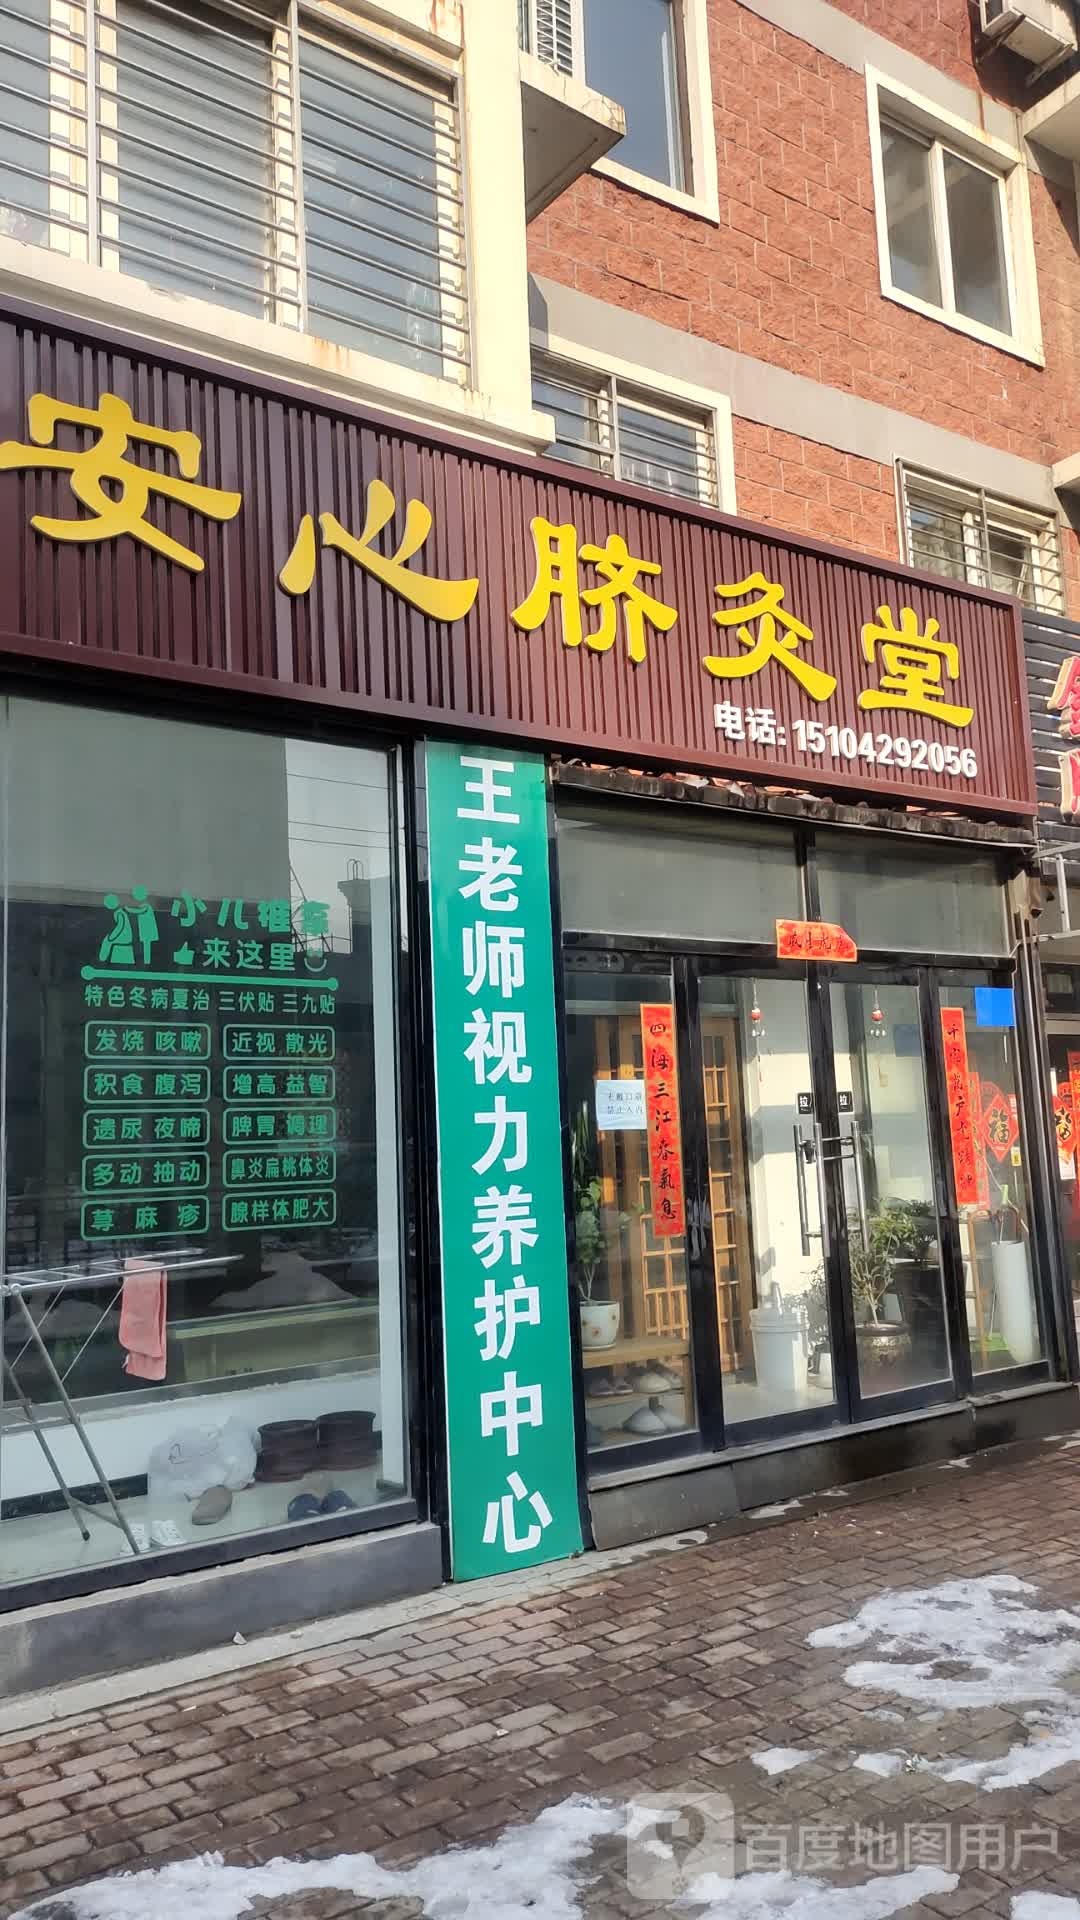 安心脐灸堂
电话:15104292056
王老师视力养护中心
小儿推拿
来这里
特色冬病夏治 三伏贴 三九贴
发烧 咳嗽
近视 散光
积食 腹泻
增高 益智
遗尿 夜啼
脾胃 调理
多动 抽动
鼻炎扁桃体炎
荨麻疹
腺样体肥大
四海三江春氣息
拉
拉
福
百度地图用户